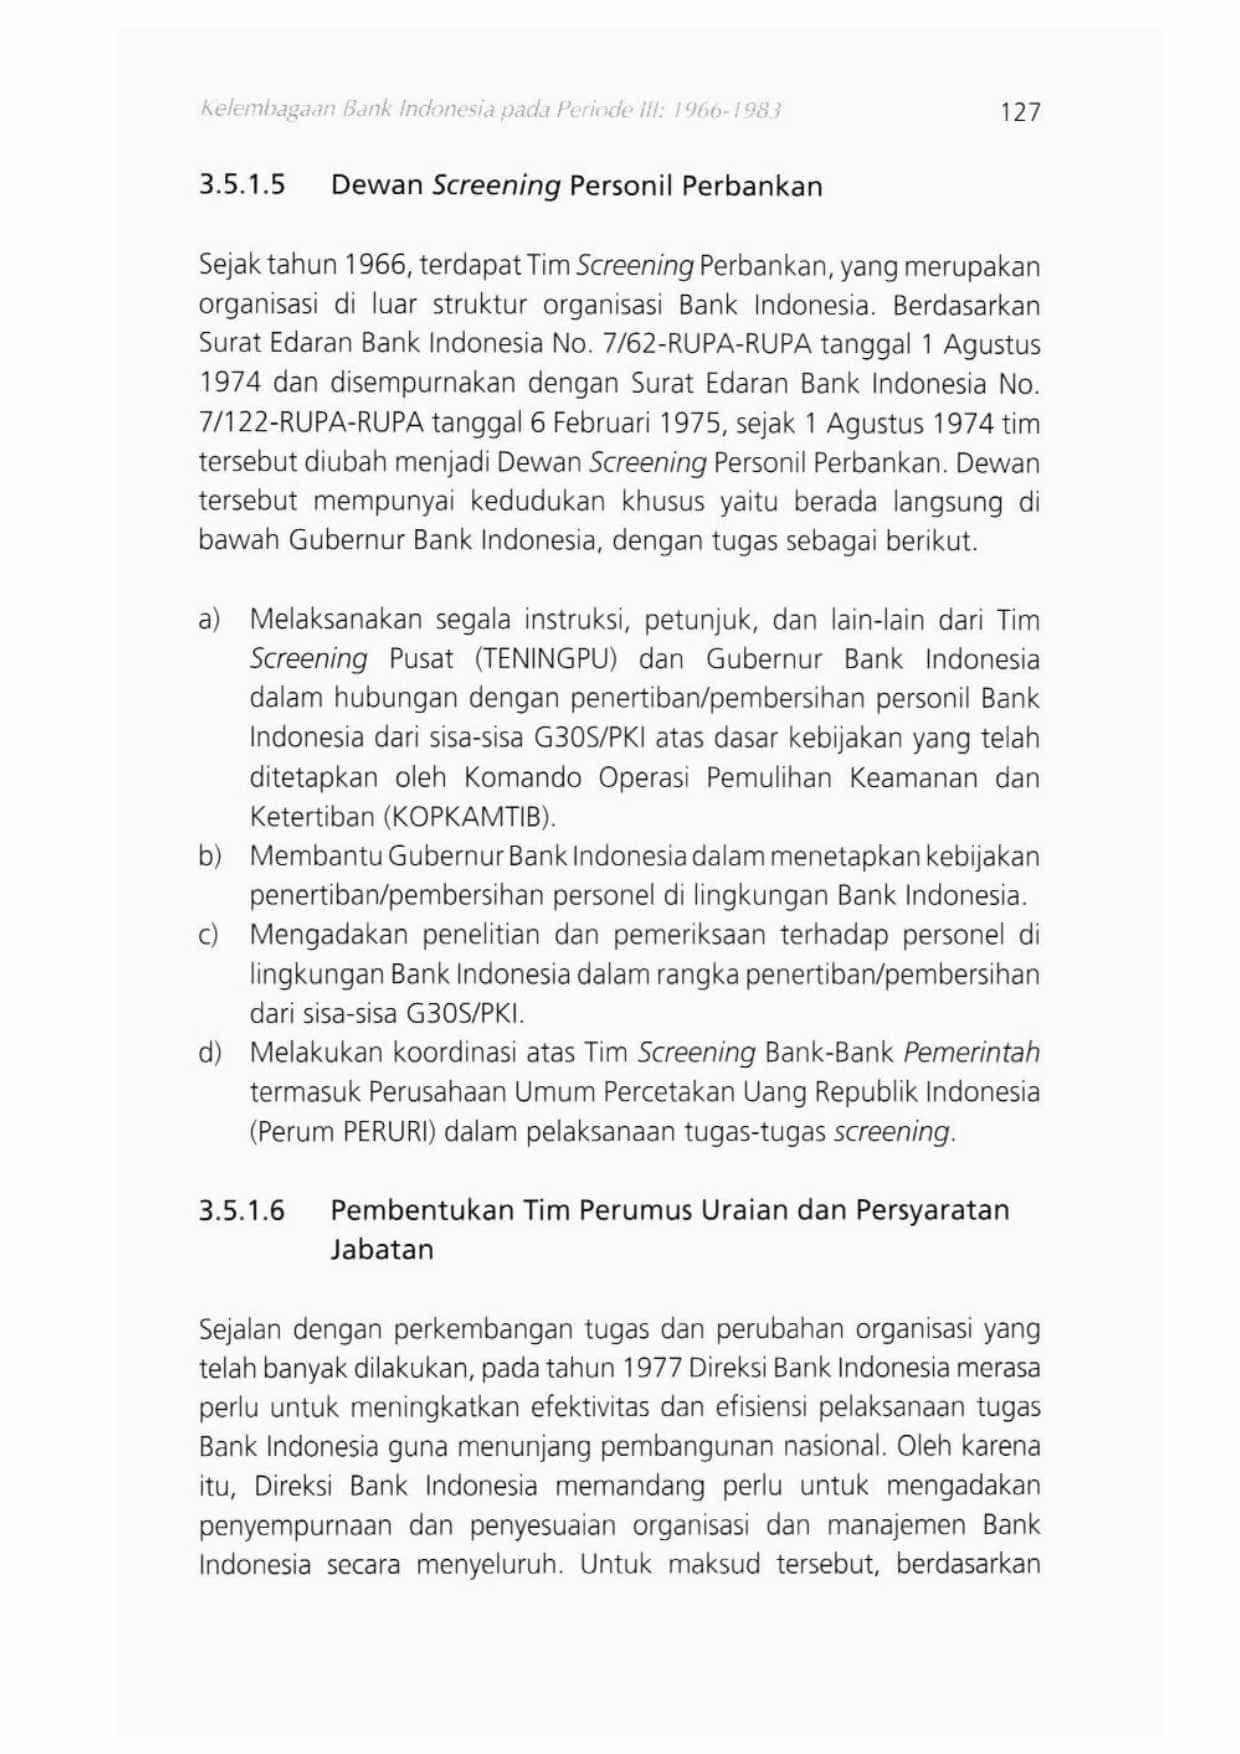 Kelembagaan Bank Indonesia pada Periode III: 1966-1983 127
3.5.1.5 Dewan Screening Personil Perbankan
Sejak tahun 1966, terdapat Tim Screening Perbankan, yang merupakan
organisasi di luar struktur organisasi Bank Indonesia. Berdasarkan
Surat Edaran Bank Indonesia No. 7/62-RUPA-RUPA tanggal 1 Agustus
1974 dan disempurnakan dengan Surat Edaran Bank Indonesia No.
7/122-RUPA-RUPA tanggal 6 Februari 1975, sejak 1 Agustus 1974 tim
tersebut diubah menjadi Dewan Screening Personil Perbankan. Dewan
tersebut mempunyai kedudukan khusus yaitu berada langsung di
bawah Gubernur Bank Indonesia, dengan tugas sebagai berikut.
a) Melaksanakan segala instruksi, petunjuk, dan lain-lain dari Tim
Screening Pusat (TENINGPU) dan Gubernur Bank Indonesia
dalam hubungan dengan penertiban/pembersihan personil Bank
Indonesia dari sisa-sisa G30S/PKI atas dasar kebijakan yang telah
ditetapkan oleh Komando Operasi Pemulihan Keamanan dan
Ketertiban (KOPKAMTIB).
b) Membantu Gubernur Bank Indonesia dalam menetapkan kebijakan
penertiban/pembersihan personel di lingkungan Bank Indonesia.
c) Mengadakan penelitian dan pemeriksaan terhadap personel di
lingkungan Bank Indonesia dalam rangka penertiban/pembersihan
dari sisa-sisa G30S/PKI.
d) Melakukan koordinasi atas Tim Screening Bank-Bank Pemerintah
termasuk Perusahaan Umum Percetakan Uang Republik Indonesia
(Perum PERURI) dalam pelaksanaan tugas-tugas screening.
3.5.1.6 Pembentukan Tim Perumus Uraian dan Persyaratan
Jabatan
Sejalan dengan perkembangan tugas dan perubahan organisasi yang
telah banyak dilakukan, pada tahun 1977 Direksi Bank Indonesia merasa
perlu untuk meningkatkan efektivitas dan efisiensi pelaksanaan tugas
Bank Indonesia guna menunjang pembangunan nasional. Oleh karena
itu, Direksi Bank Indonesia memandang perlu untuk mengadakan
penyempurnaan dan penyesuaian organisasi dan manajemen Bank
Indonesia secara menyeluruh. Untuk maksud tersebut, berdasarkan